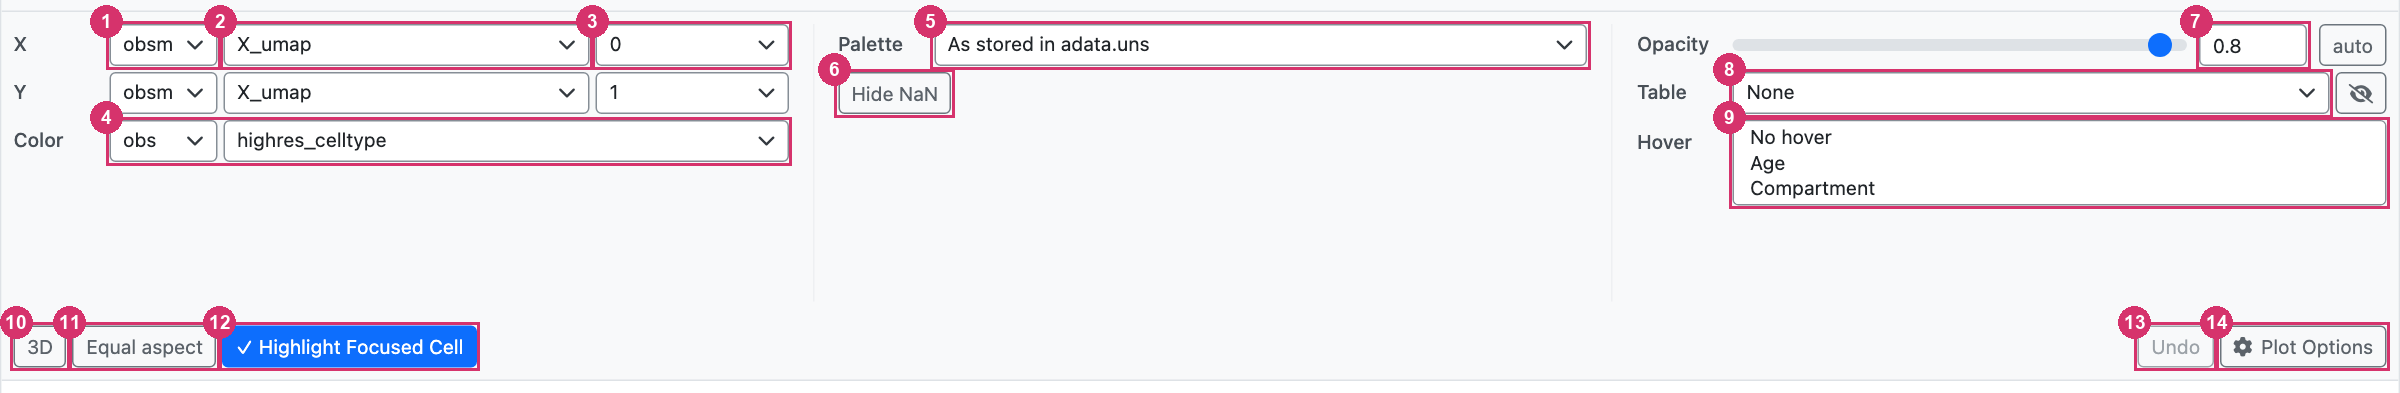 1 2 3 5 7
X obsm X_umap 0 Palette As stored in adata.uns Opacity 0.8 auto
6 8
Y obsm X_umap 1 Hide NaN Table None
4 9
Color obs highres_celltype Hover No hover
Age
Compartment
10 11 12 13 14
3D Equal aspect ✓ Highlight Focused Cell Undo Plot Options